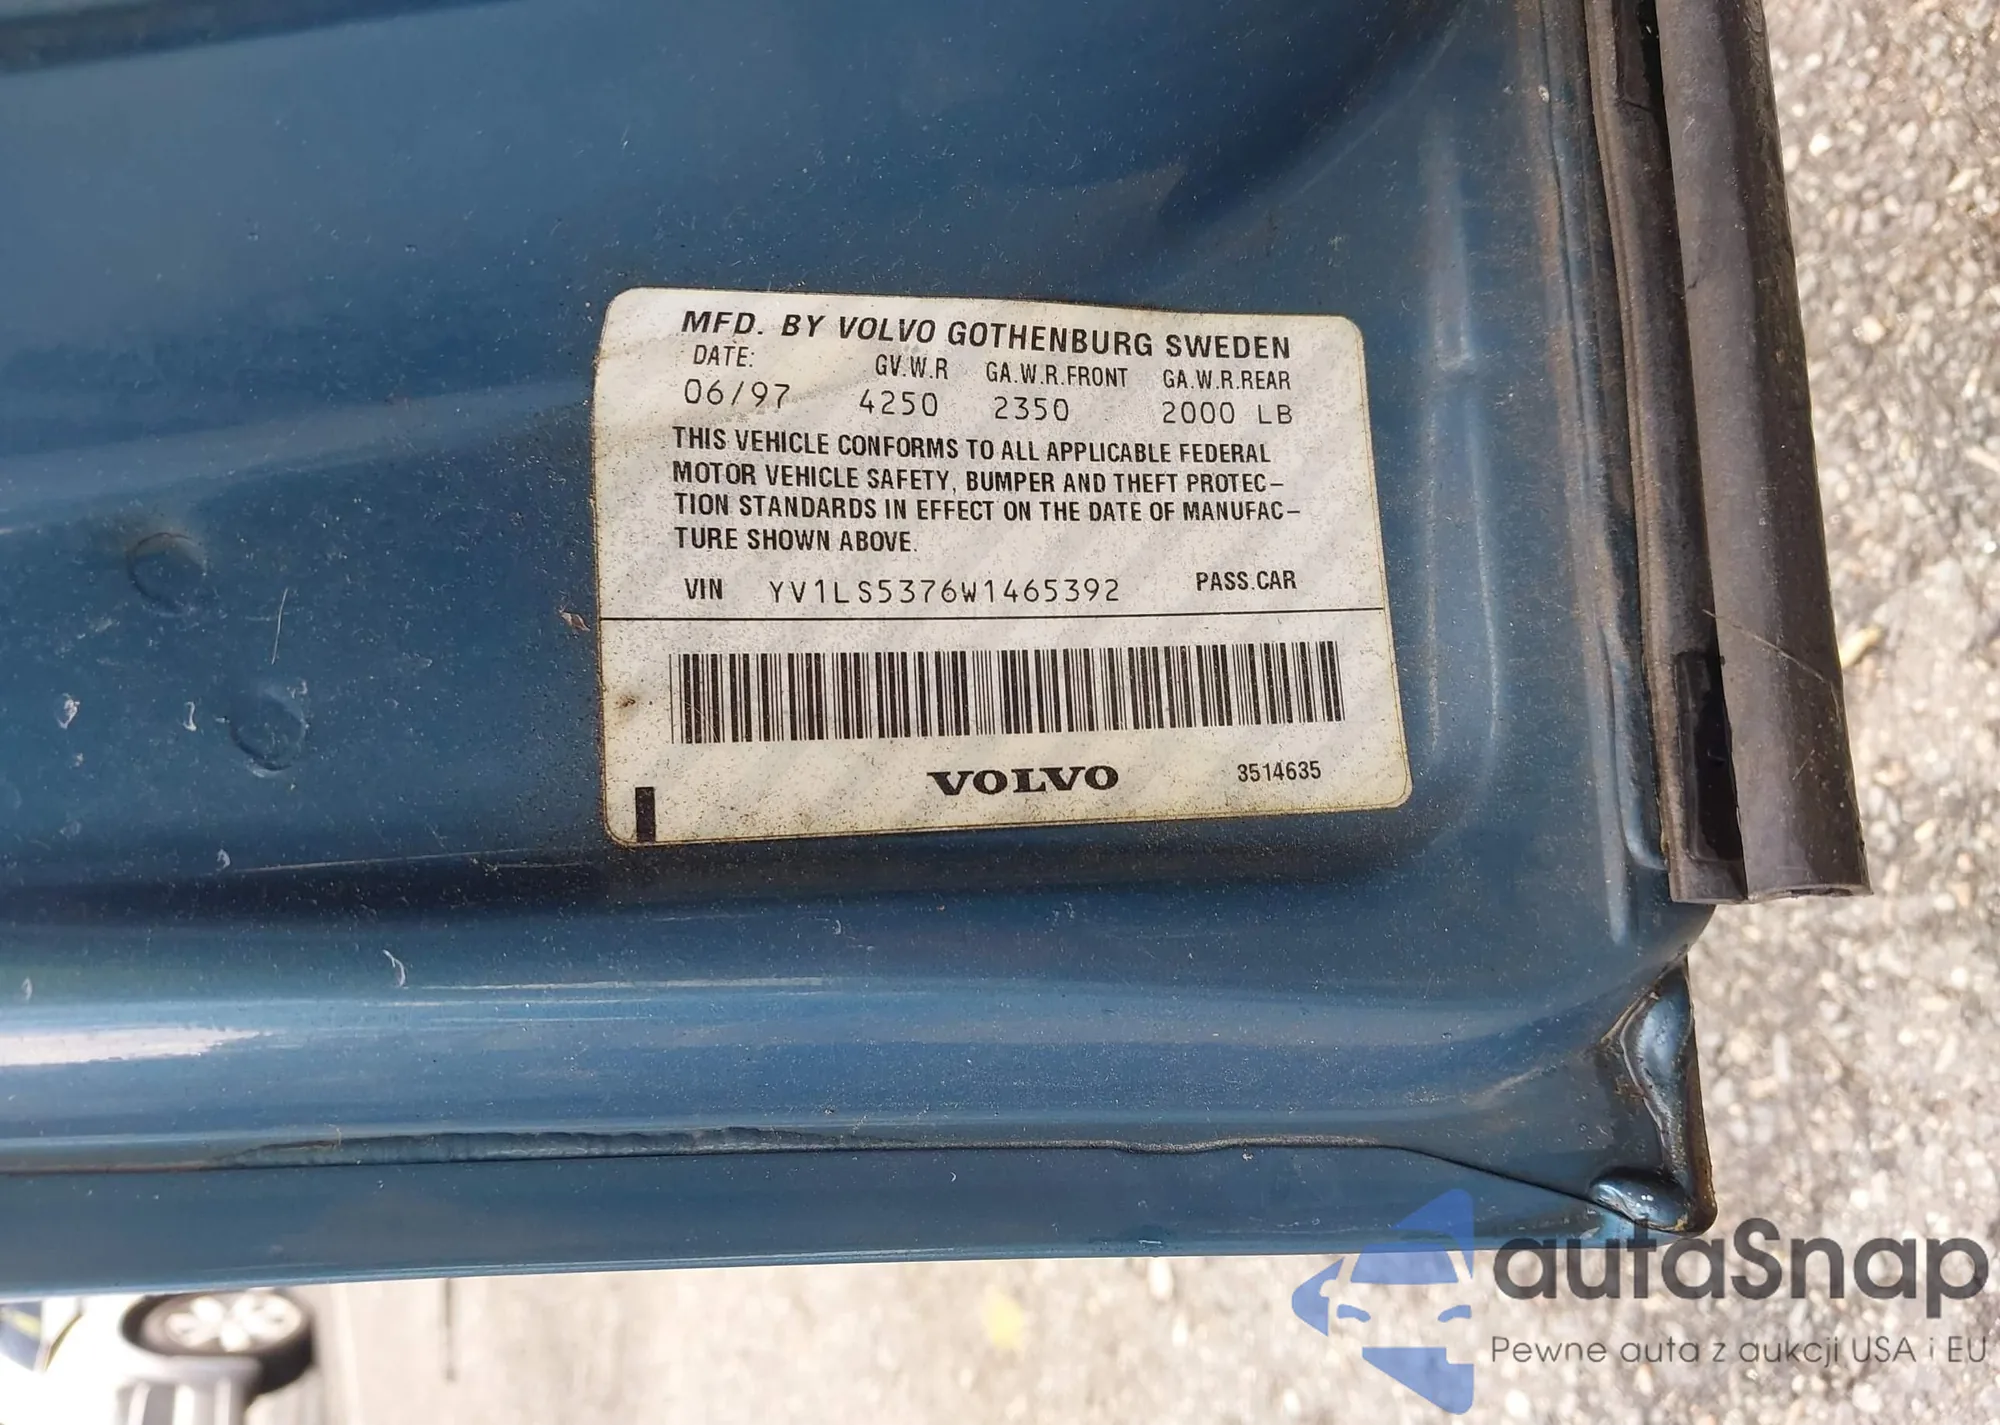 MFD. BY VOLVO GOTHENBURG SWEDEN
DATE: GV.W.R GA.W.R.FRONT GA.W.R.REAR
06/97 4250 2350 2000 LB
THIS VEHICLE CONFORMS TO ALL APPLICABLE FEDERAL
MOTOR VEHICLE SAFETY, BUMPER AND THEFT PROTEC-
TION STANDARDS IN EFFECT ON THE DATE OF MANUFAC-
TURE SHOWN ABOVE.
VIN YV1LS5376W1465392 PASS.CAR
VOLVO 3514635
autaSnap
Pewne auta z aukcji USA i EU